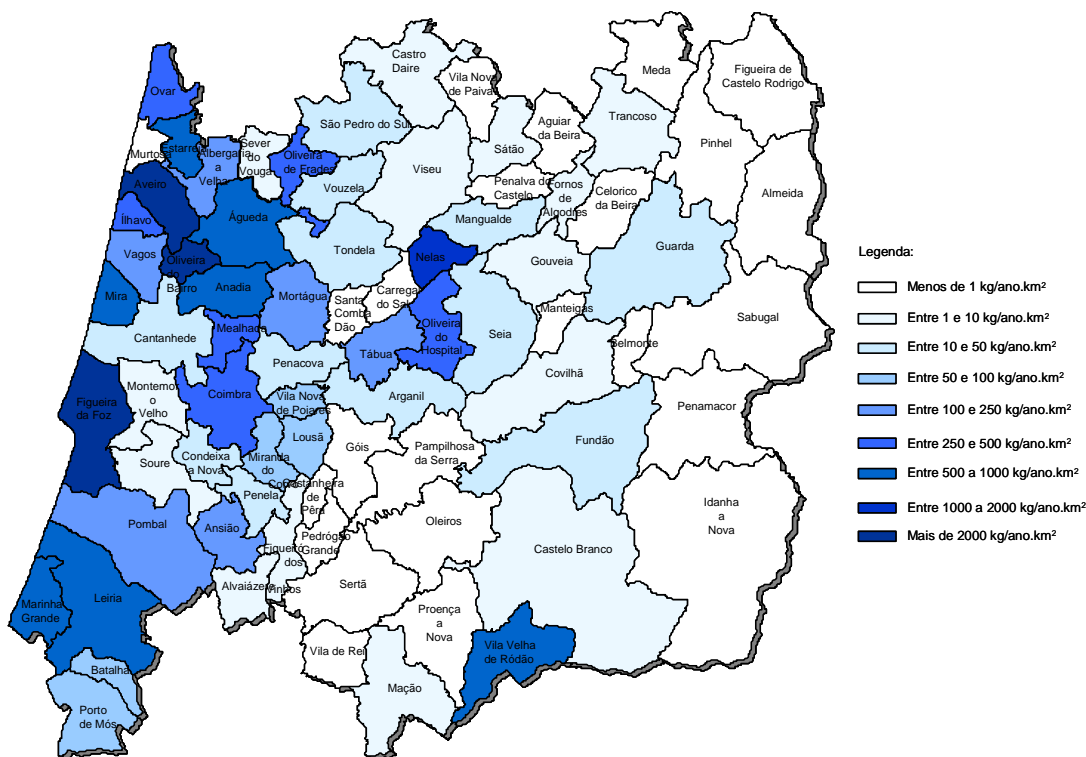 Castro
Daire
Vila Nova
de Paiva
Meda
Figueira de
Castelo Rodrigo
Ovar
São Pedro do Sul
Aguiar
da Beira
Trancoso
Pinhel
Murtosa
Estarreja
Albergaria
a
Velha
Sever
do
Vouga
Oliveira
de Frades
Sátão
Viseu
Aveiro
Vouzela
Penalva do
Castelo
Fornos
de
Algodres
Celorico
da Beira
Almeida
Ílhavo
Águeda
Mangualde
Vagos
Tondela
Guarda
Oliveira
do
Bairro
Nelas
Gouveia
Legenda:
Mira
Anadia
Mortágua
Santa
Comba
Dão
Carregal
do Sal
Manteigas
Sabugal
Menos de 1 kg/ano.km²
Entre 1 e 10 kg/ano.km²
Cantanhede
Mealhada
Oliveira
do
Hospital
Seia
Belmonte
Entre 10 e 50 kg/ano.km²
Tábua
Penacova
Covilhã
Entre 50 e 100 kg/ano.km²
Figueira
da Foz
Montemor
o
Velho
Coimbra
Vila Nova
de Poiares
Arganil
Penamacor
Entre 100 e 250 kg/ano.km²
Lousã
Góis
Pampilhosa
da Serra
Fundão
Entre 250 e 500 kg/ano.km²
Soure
Condeixa
a Nova
Miranda
do
Corvo
Entre 500 a 1000 kg/ano.km²
Penela
Castanheira
de
Pêra
Idanha
a
Nova
Entre 1000 a 2000 kg/ano.km²
Pombal
Ansião
Pedrógão
Grande
Oleiros
Mais de 2000 kg/ano.km²
Figueiró
dos
Vinhos
Castelo Branco
Alvaiázere
Sertã
Marinha
Grande
Leiria
Proença
a Nova
Vila de Rei
Vila Velha
de Ródão
Batalha
Mação
Porto
de Mós